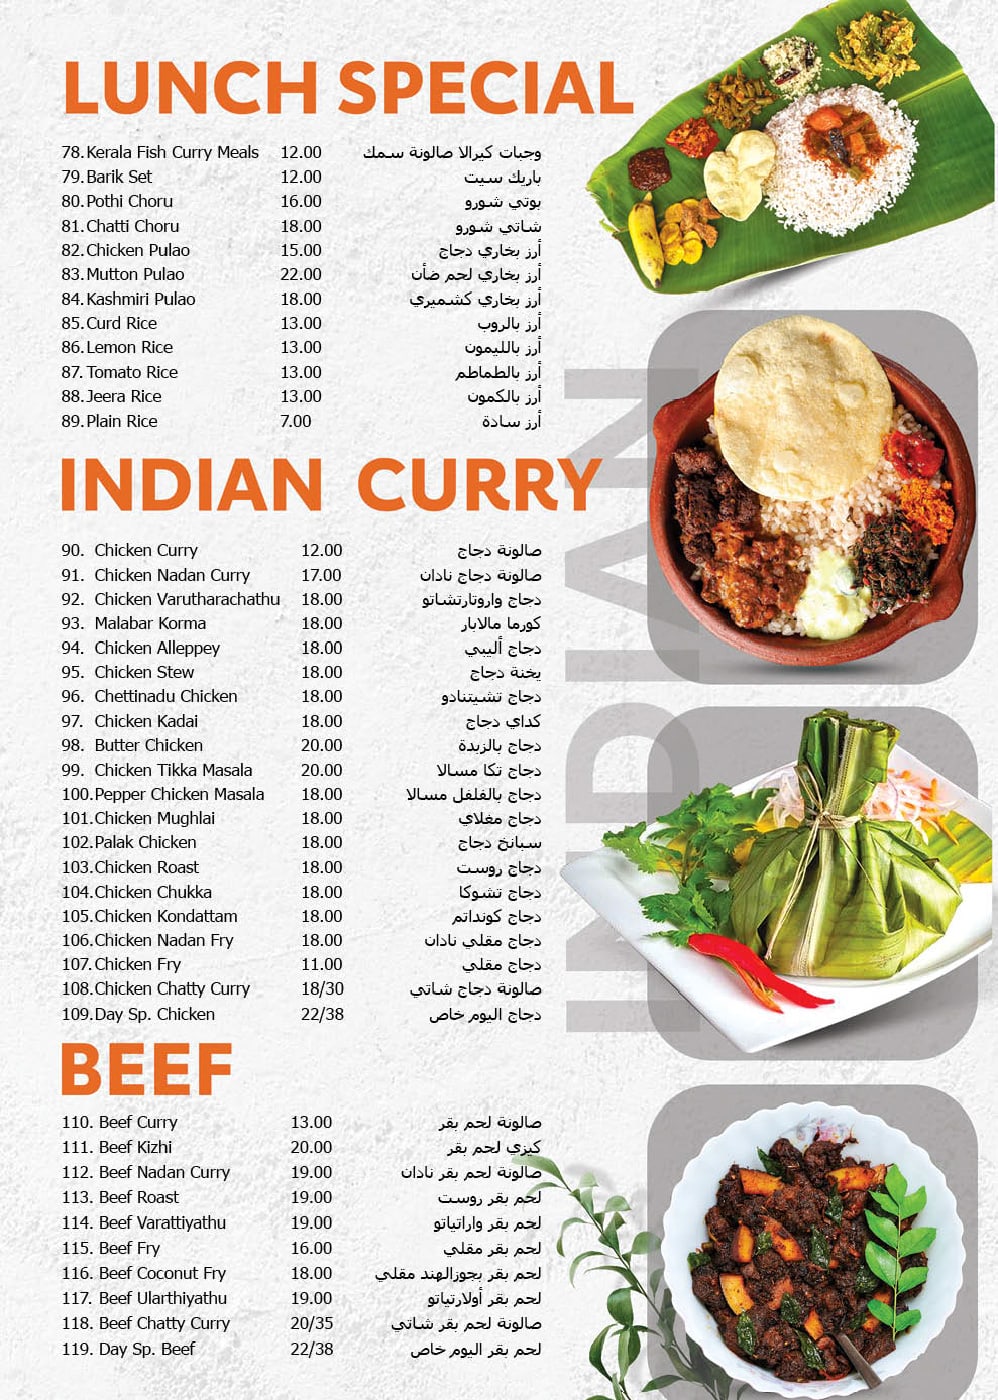 LUNCH SPECIAL
78. Kerala Fish Curry Meals 12.00 وجبات كيرالا صالونة سمك
79. Barik Set 12.00 باريك سيت
80. Pothi Choru 16.00 بوتي شورو
81. Chatti Choru 18.00 شاتي شورو
82. Chicken Pulao 15.00 أرز بخاري دجاج
83. Mutton Pulao 22.00 أرز بخاري لحم ضأن
84. Kashmiri Pulao 18.00 أرز بخاري كشميري
85. Curd Rice 13.00 أرز بالروب
86. Lemon Rice 13.00 أرز بالليمون
87. Tomato Rice 13.00 أرز بالطماطم
88. Jeera Rice 13.00 أرز بالكمون
89. Plain Rice 7.00 أرز سادة
INDIAN CURRY
90. Chicken Curry 12.00 صالونة دجاج
91. Chicken Nadan Curry 17.00 صالونة دجاج نادان
92. Chicken Varutharachathu 18.00 دجاج واروتارتشاتو
93. Malabar Korma 18.00 كورما مالابار
94. Chicken Alleppey 18.00 دجاج أليبي
95. Chicken Stew 18.00 يخنة دجاج
96. Chettinadu Chicken 18.00 دجاج تشيتنادو
97. Chicken Kadai 18.00 كداي دجاج
98. Butter Chicken 20.00 دجاج بالزبدة
99. Chicken Tikka Masala 20.00 دجاج تكا مسالا
100. Pepper Chicken Masala 18.00 دجاج بالفلفل مسالا
101. Chicken Mughlai 18.00 دجاج مغلاي
102. Palak Chicken 18.00 سبانخ دجاج
103. Chicken Roast 18.00 دجاج روست
104. Chicken Chukka 18.00 دجاج تشوكا
105. Chicken Kondattam 18.00 دجاج كونداتم
106. Chicken Nadan Fry 18.00 دجاج مقلي نادان
107. Chicken Fry 11.00 دجاج مقلي
108. Chicken Chatty Curry 18/30 صالونة دجاج شاتي
109. Day Sp. Chicken 22/38 دجاج اليوم خاص
BEEF
110. Beef Curry 13.00 صالونة لحم بقر
111. Beef Kizhi 20.00 كيزي لحم بقر
112. Beef Nadan Curry 19.00 صالونة لحم بقر نادان
113. Beef Roast 19.00 لحم بقر روست
114. Beef Varattiyathu 19.00 لحم بقر واراتياتو
115. Beef Fry 16.00 لحم بقر مقلي
116. Beef Coconut Fry 18.00 لحم بقر بجوزالهند مقلي
117. Beef Ularthiyathu 19.00 لحم بقر أولارتياتو
118. Beef Chatty Curry 20/35 صالونة لحم بقر شاتي
119. Day Sp. Beef 22/38 لحم بقر اليوم خاص
INDIAN